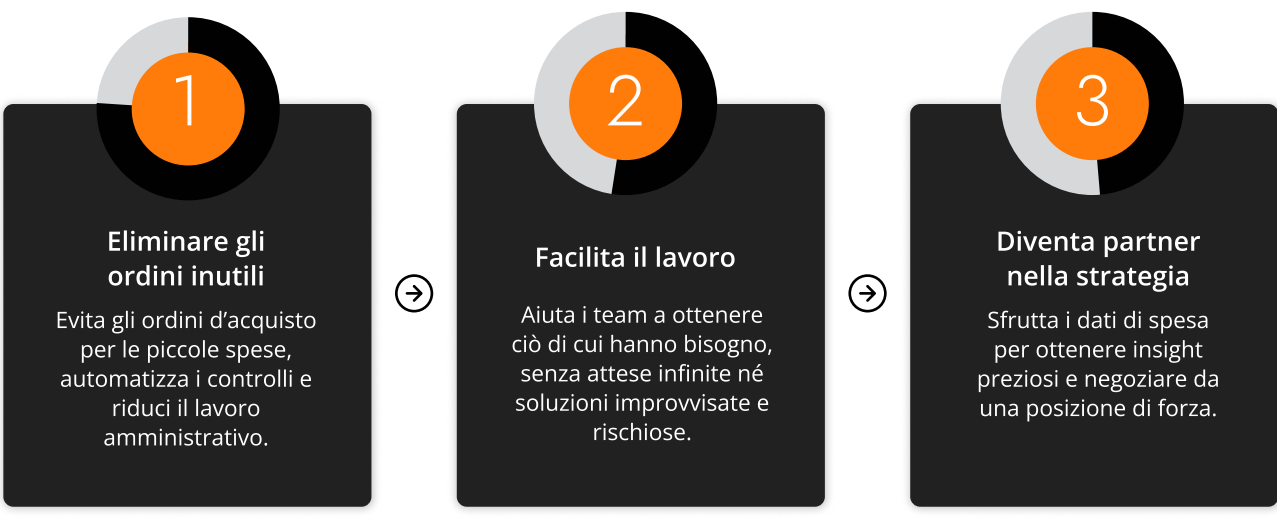 1
Eliminare gli
ordini inutili
Evita gli ordini d’acquisto
per le piccole spese,
automatizza i controlli e
riduci il lavoro
amministrativo.
2
Facilita il lavoro
Aiuta i team a ottenere
ciò di cui hanno bisogno,
senza attese infinite né
soluzioni improvvisate e
rischiose.
3
Diventa partner
nella strategia
Sfrutta i dati di spesa
per ottenere insight
preziosi e negoziare da
una posizione di forza.